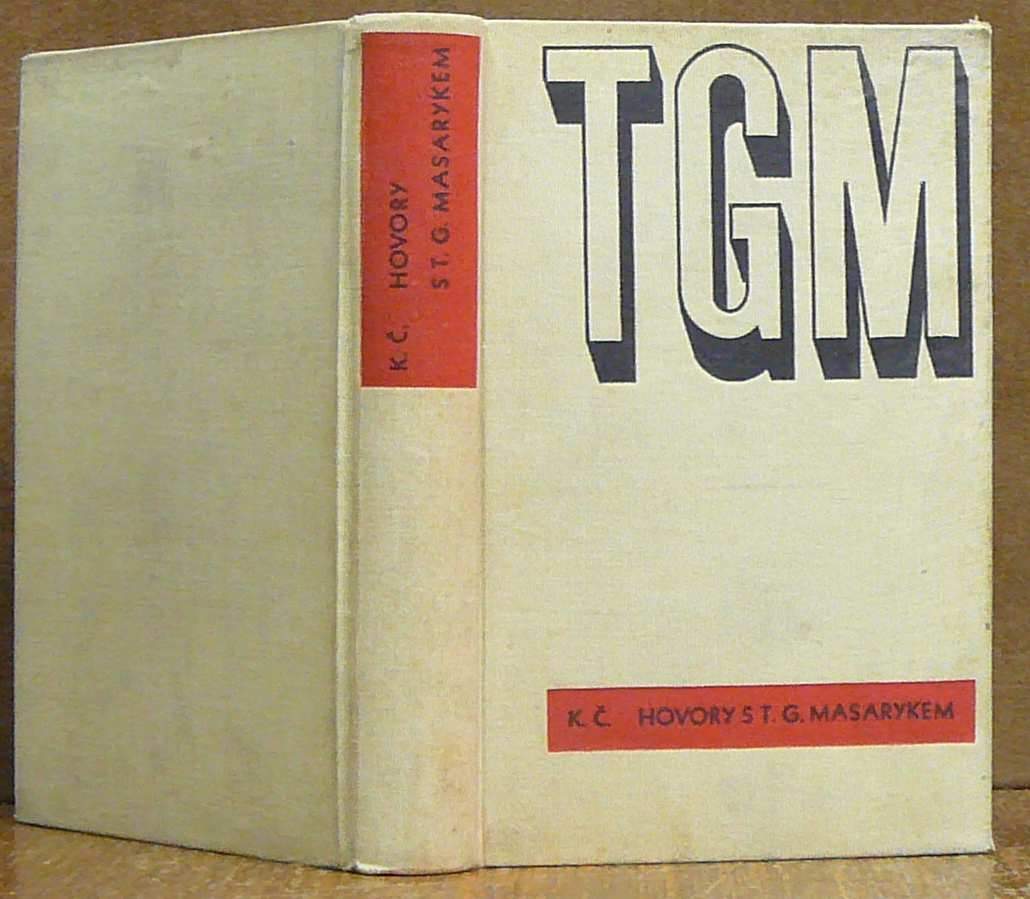 K. Č. HOVORY
S T. G. MASARYKEM
TGM
K. Č. HOVORY S T. G. MASARYKEM